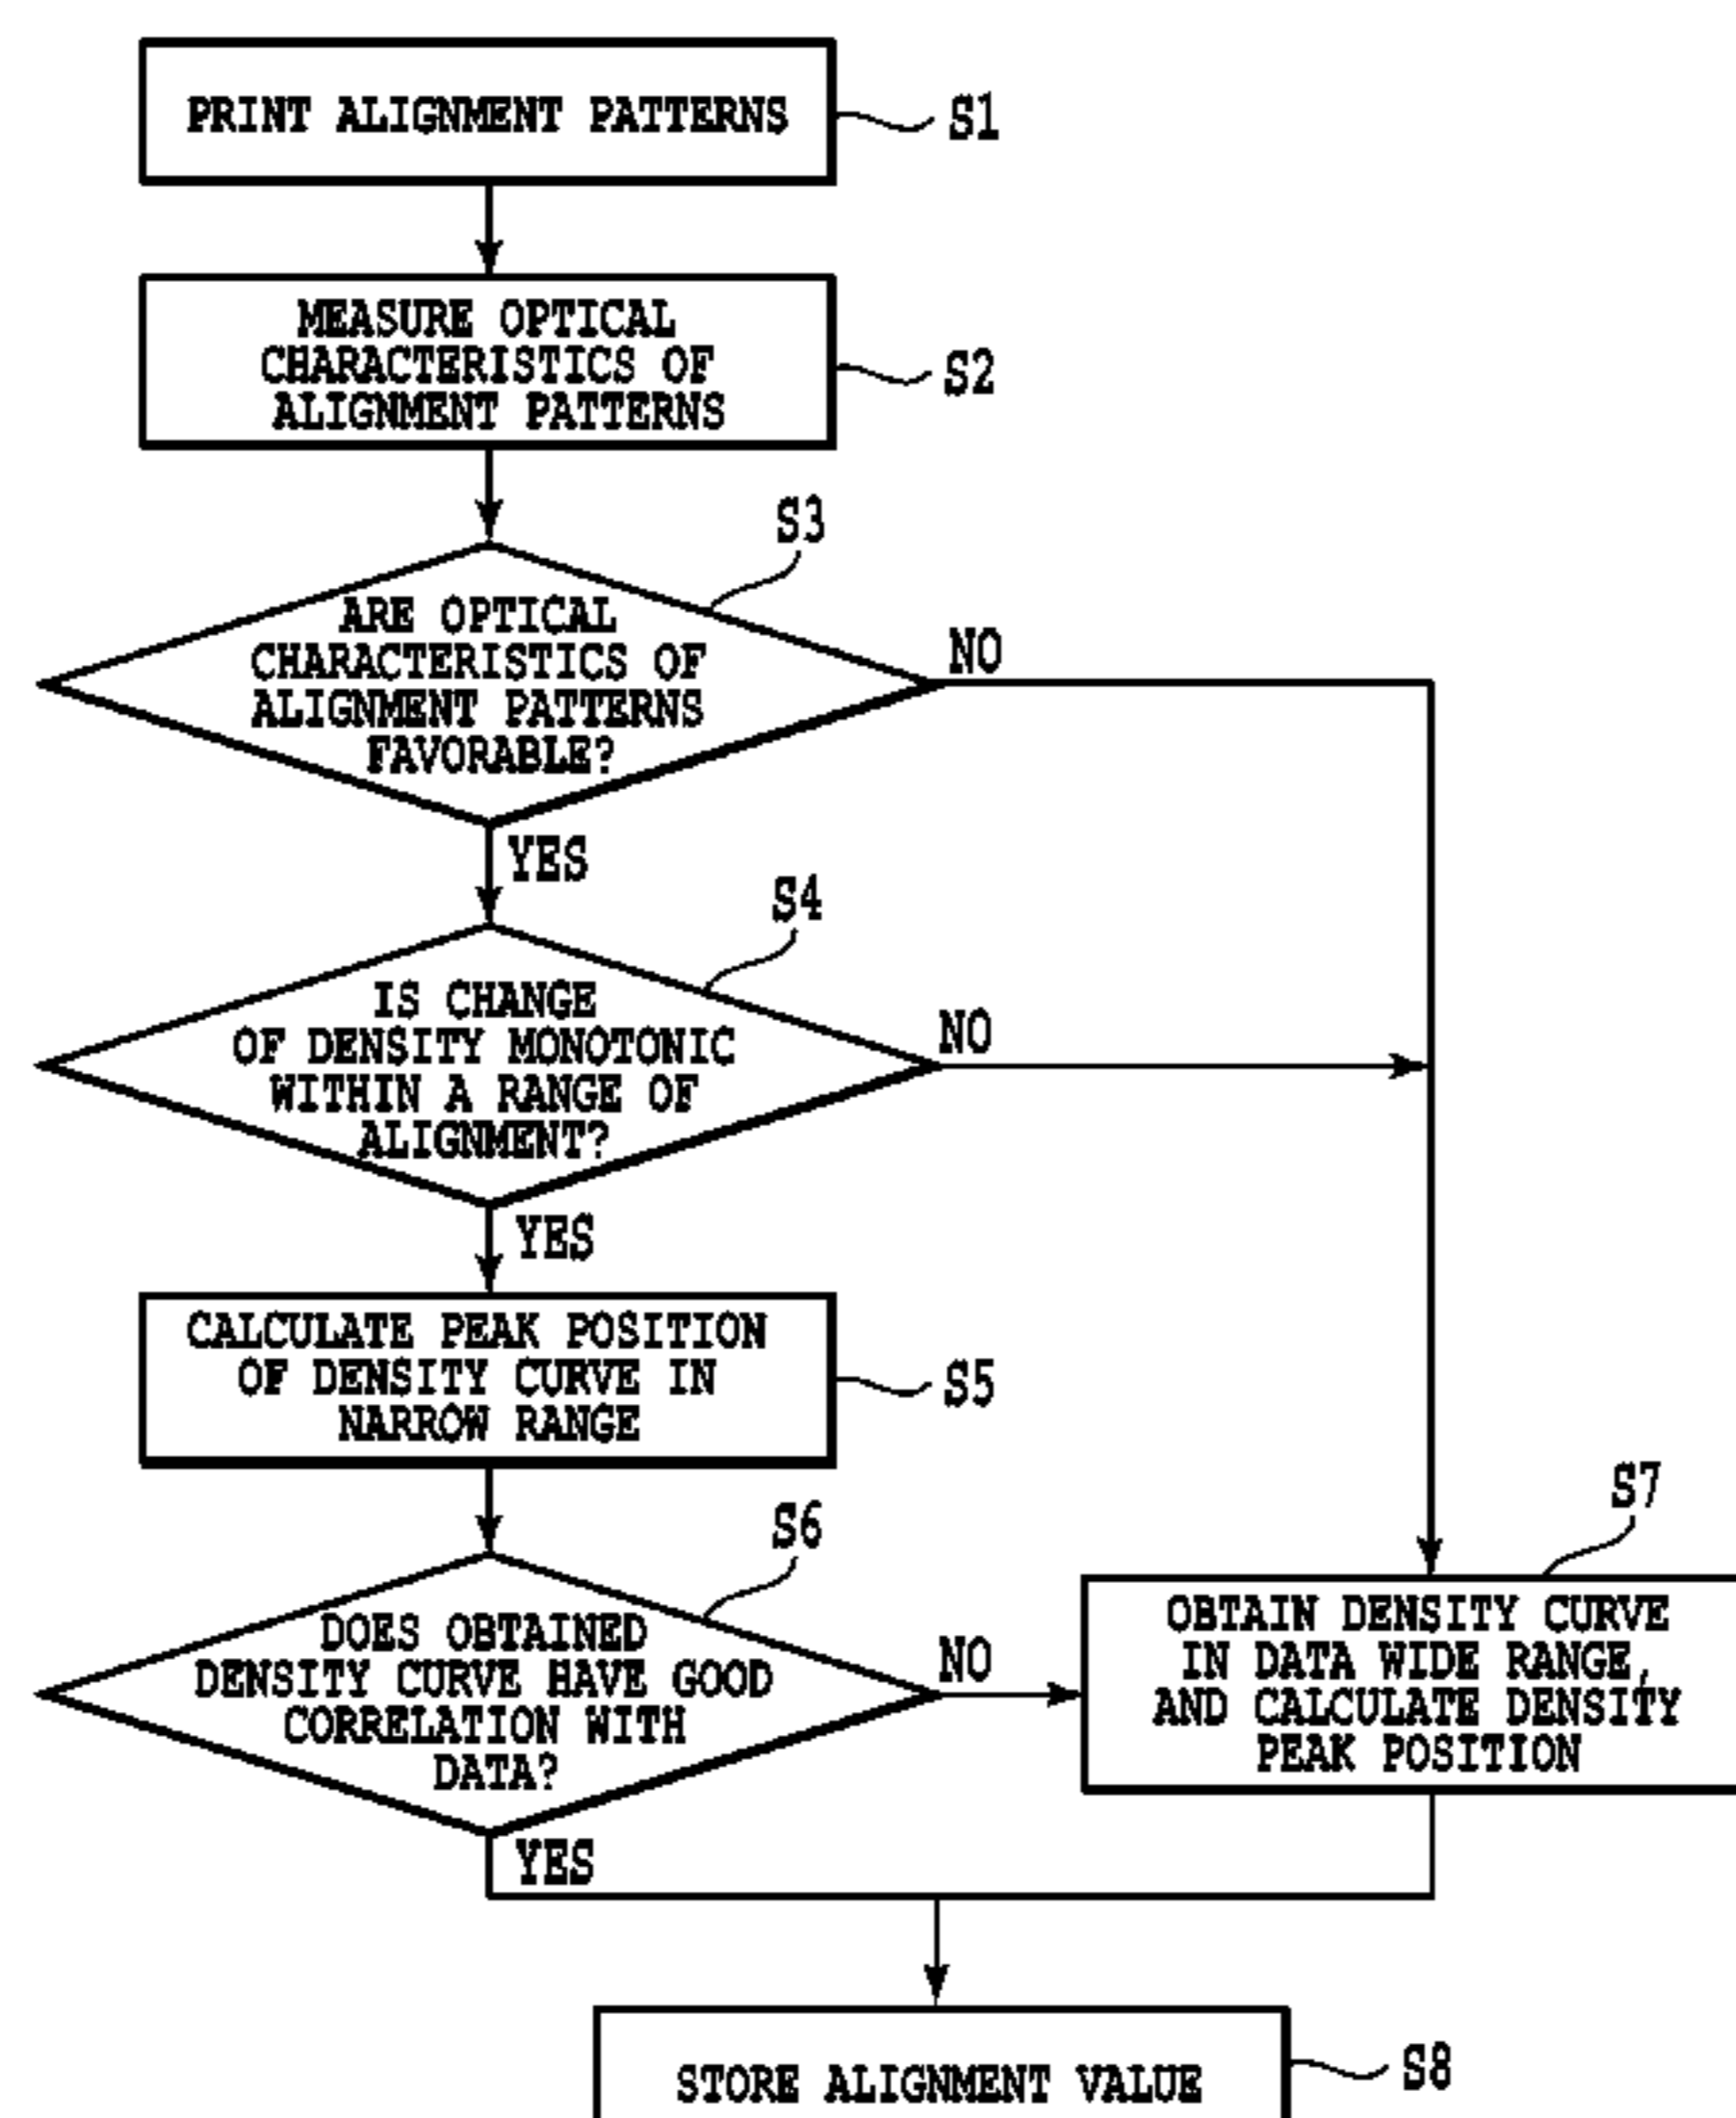 PRINT ALIGNMENT PATTERNS
S1
MEASURE OPTICAL
CHARACTERISTICS OF
ALIGNMENT PATTERNS
S2
S3
ARE OPTICAL
CHARACTERISTICS OF
ALIGNMENT PATTERNS
FAVORABLE?
NO
YES
S4
IS CHANGE
OF DENSITY MONOTONIC
WITHIN A RANGE OF
ALIGNMENT?
NO
YES
CALCULATE PEAK POSITION
OF DENSITY CURVE IN
NARROW RANGE
S5
S6
DOES OBTAINED
DENSITY CURVE HAVE GOOD
CORRELATION WITH
DATA?
NO
YES
S7
OBTAIN DENSITY CURVE
IN DATA WIDE RANGE,
AND CALCULATE DENSITY
PEAK POSITION
STORE ALIGNMENT VALUE
S8